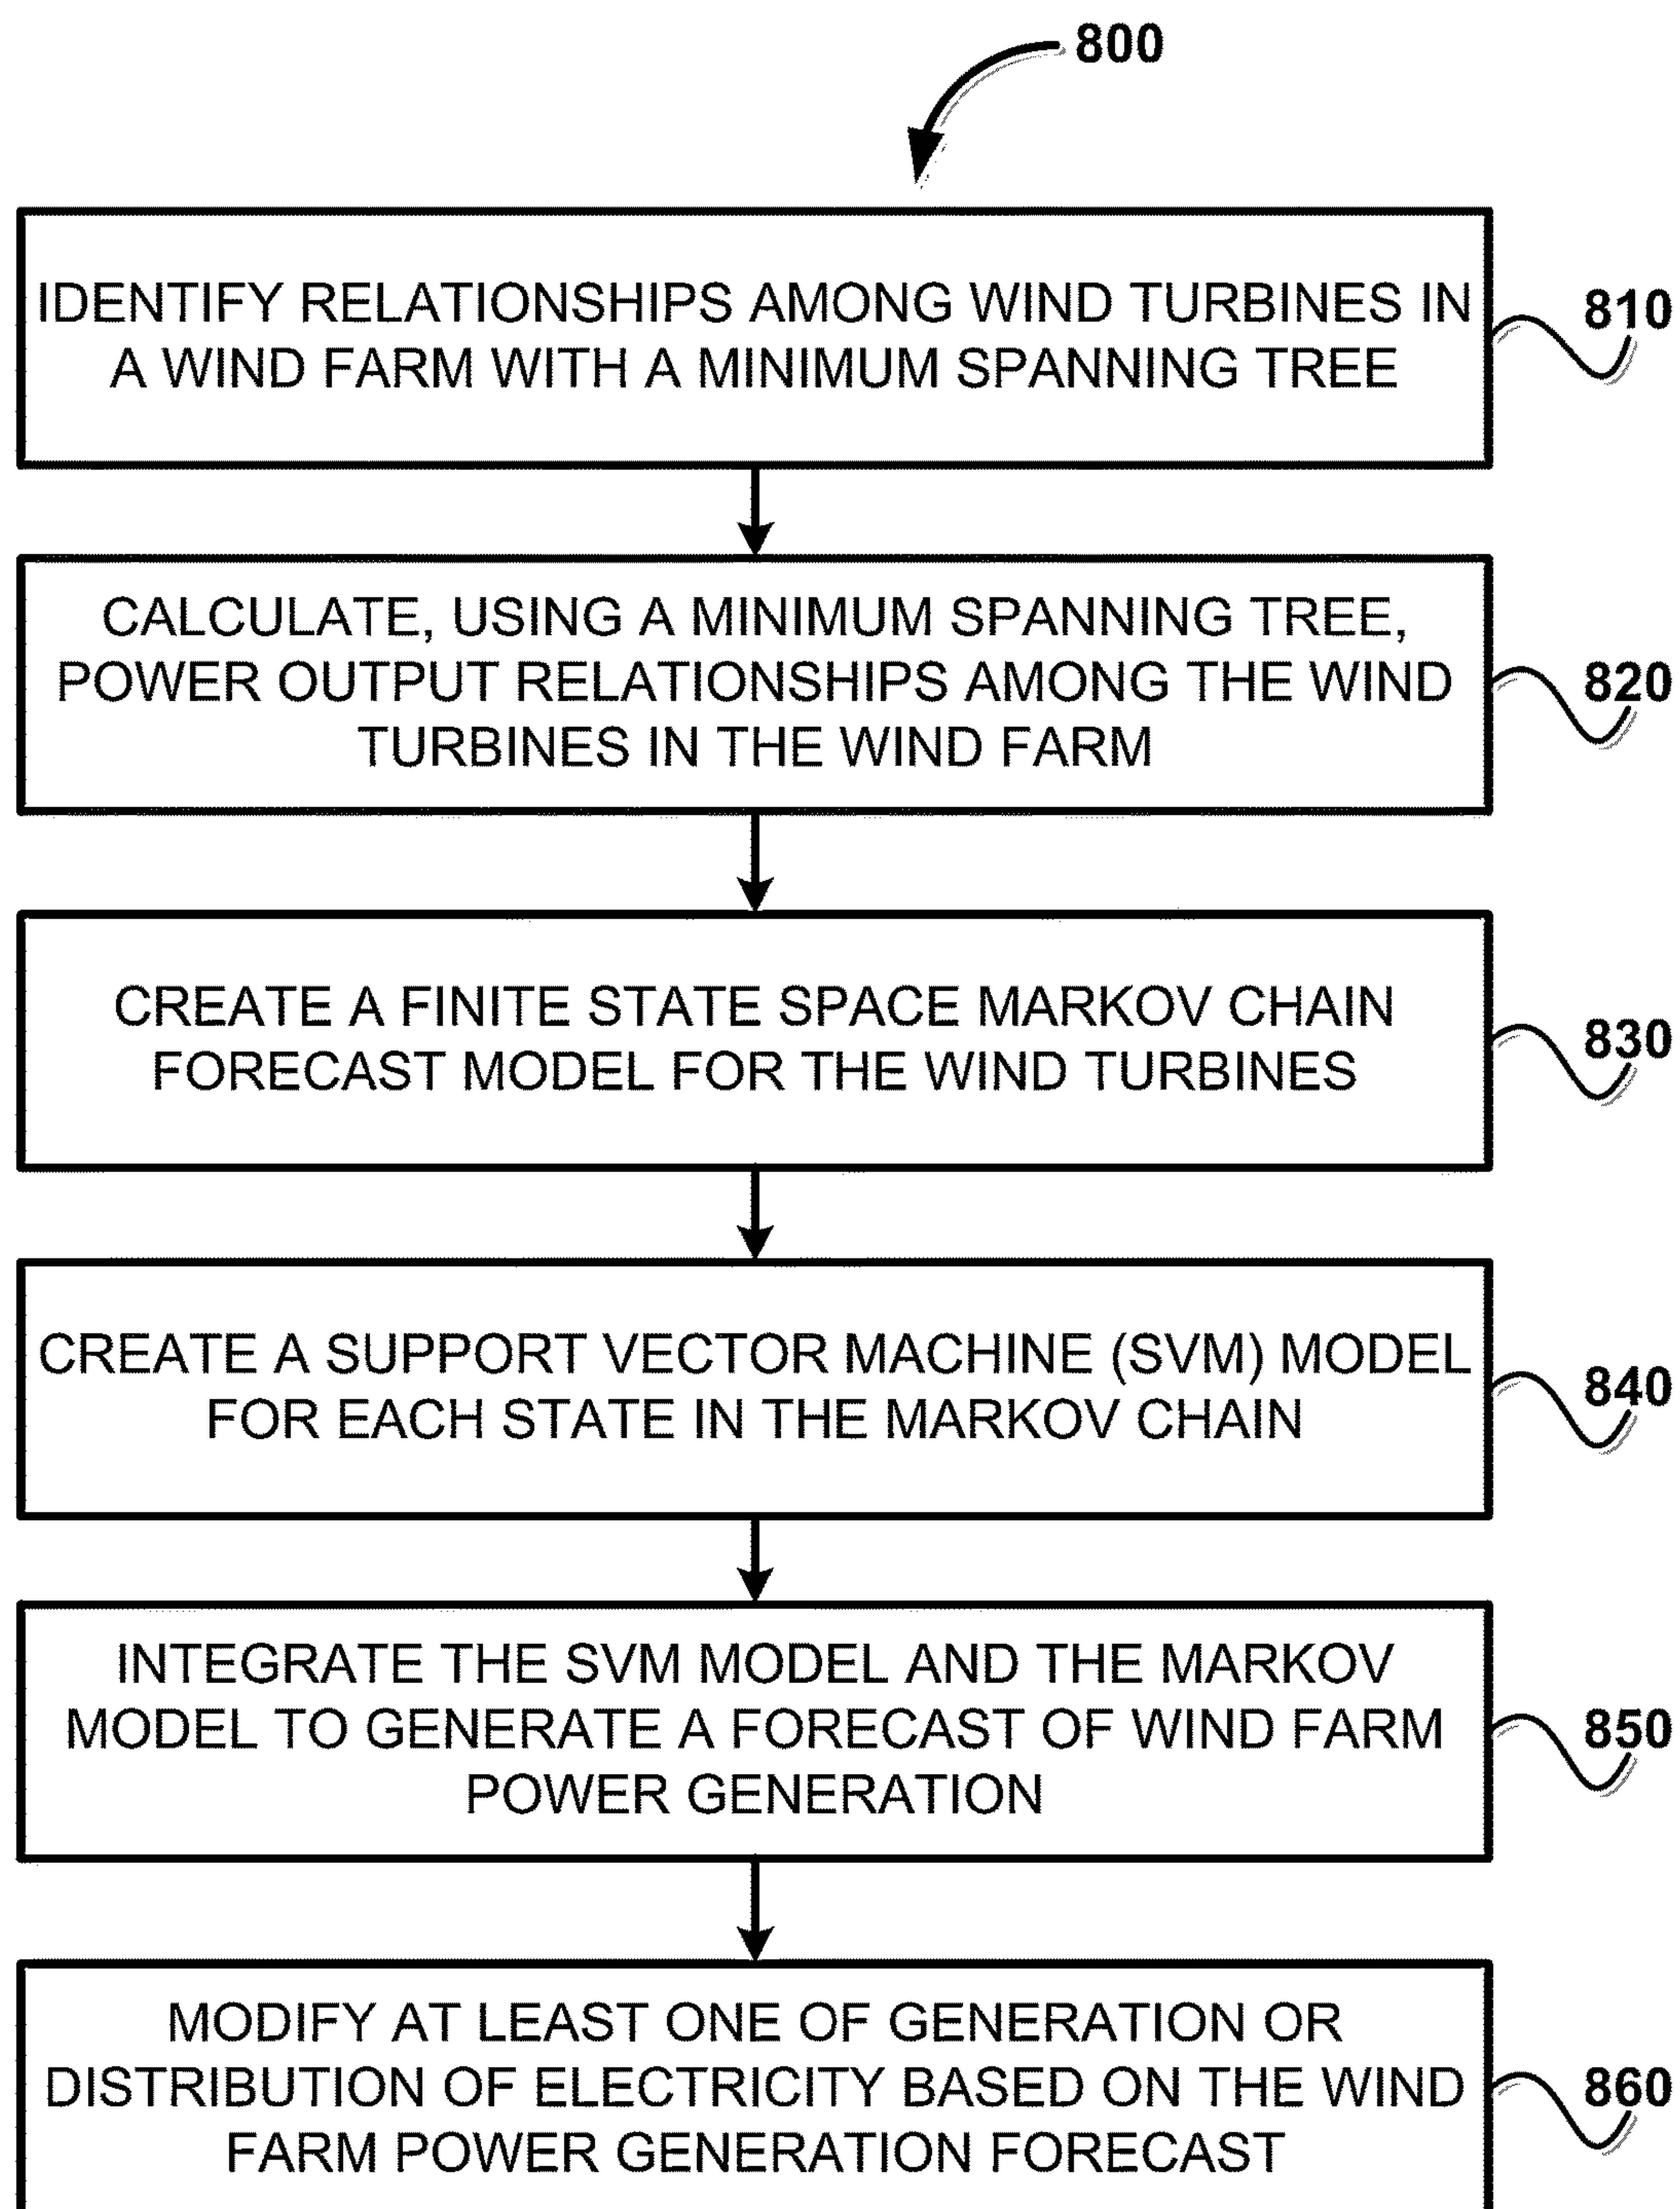 800
IDENTIFY RELATIONSHIPS AMONG WIND TURBINES IN
A WIND FARM WITH A MINIMUM SPANNING TREE
810
CALCULATE, USING A MINIMUM SPANNING TREE,
POWER OUTPUT RELATIONSHIPS AMONG THE WIND
TURBINES IN THE WIND FARM
820
CREATE A FINITE STATE SPACE MARKOV CHAIN
FORECAST MODEL FOR THE WIND TURBINES
830
CREATE A SUPPORT VECTOR MACHINE (SVM) MODEL
FOR EACH STATE IN THE MARKOV CHAIN
840
INTEGRATE THE SVM MODEL AND THE MARKOV
MODEL TO GENERATE A FORECAST OF WIND FARM
POWER GENERATION
850
MODIFY AT LEAST ONE OF GENERATION OR
DISTRIBUTION OF ELECTRICITY BASED ON THE WIND
FARM POWER GENERATION FORECAST
860